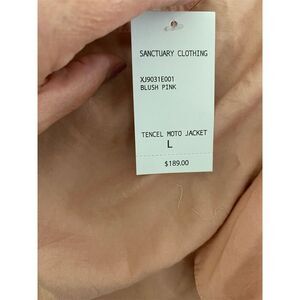 SANCTUARY CLOTHING
XJ9031E001
BLUSH PINK
TENCEL MOTO JACKET
L
$189.00